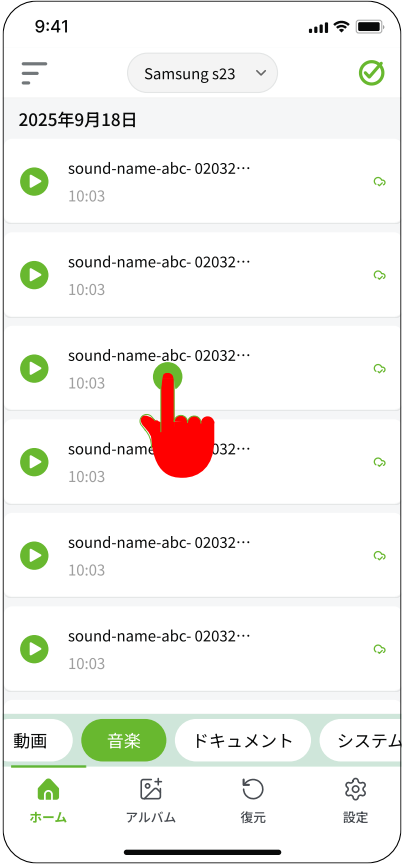 9:41
Samsung s23
2025年9月18日
sound-name-abc- 02032…
10:03
sound-name-abc- 02032…
10:03
sound-name-abc- 02032…
10:03
sound-name-abc- 02032…
10:03
sound-name-abc- 02032…
10:03
sound-name-abc- 02032…
10:03
動画 音楽 ドキュメント システム
ホーム アルバム 復元 設定